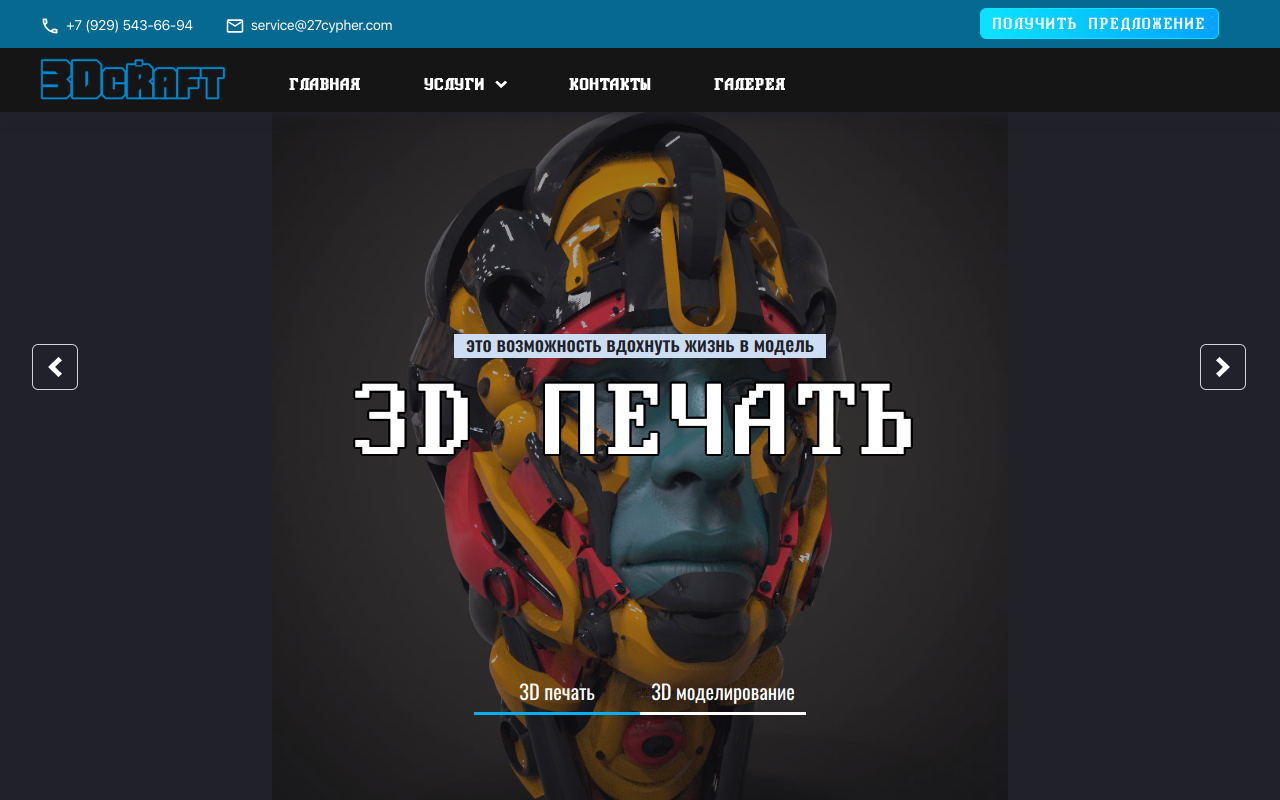 +7 (929) 543-66-94
service@27cypher.com
ПОЛУЧИТЬ ПРЕДЛОЖЕНИЕ
3DCRAFT
ГЛАВНАЯ
УСЛУГИ
КОНТАКТЫ
ГАЛЕРЕЯ
это возможность вдохнуть жизнь в модель
3D ПЕЧАТЬ
3D печать
3D моделирование